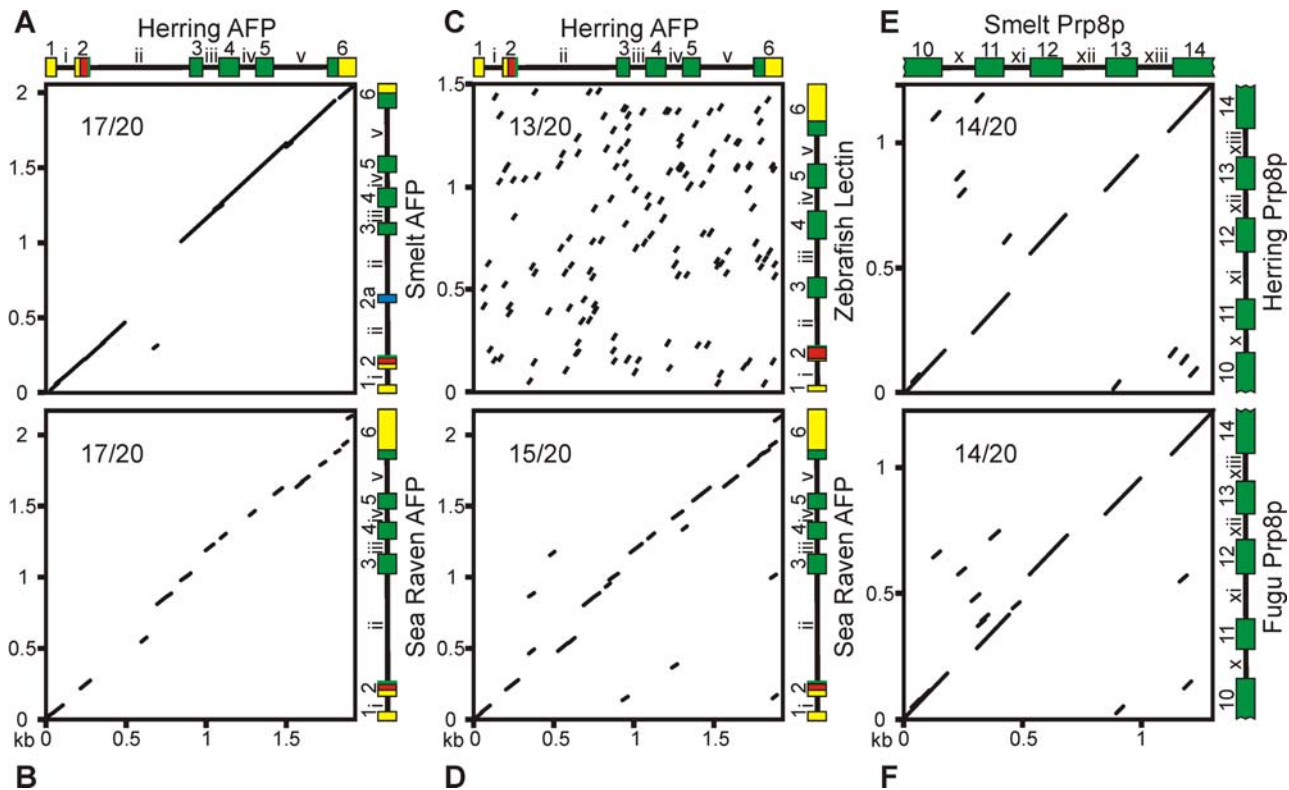 A
Herring AFP
1 i 2 ii 3 iii 4 iv 5 v 6
C
Herring AFP
1 i 2 ii 3 iii 4 iv 5 v 6
E
Smelt Prp8p
10 x 11 xi 12 xii 13 xiii 14
2
1.5
1
0.5
0
17/20
6 v 5 iv 4 iii 3 ii 2a ii 2 i 1
Smelt AFP
1.5
1
0.5
0
13/20
6 v 5 iv 4 iii 3 ii 2 i 1
Zebrafish Lectin
1
0.5
0
14/20
14 xiii 13 xii 12 xi 11 x 10
Herring Prp8p
2
1.5
1
0.5
0
17/20
6 v 5 iv 4 iii 3 ii 2 i 1
Sea Raven AFP
2
1.5
1
0.5
0
15/20
6 v 5 iv 4 iii 3 ii 2 i 1
Sea Raven AFP
1
0.5
0
14/20
14 xiii 13 xii 12 xi 11 x 10
Fugu Prp8p
kb 0 0.5 1 1.5
kb 0 0.5 1 1.5
kb 0 0.5 1
B
D
F